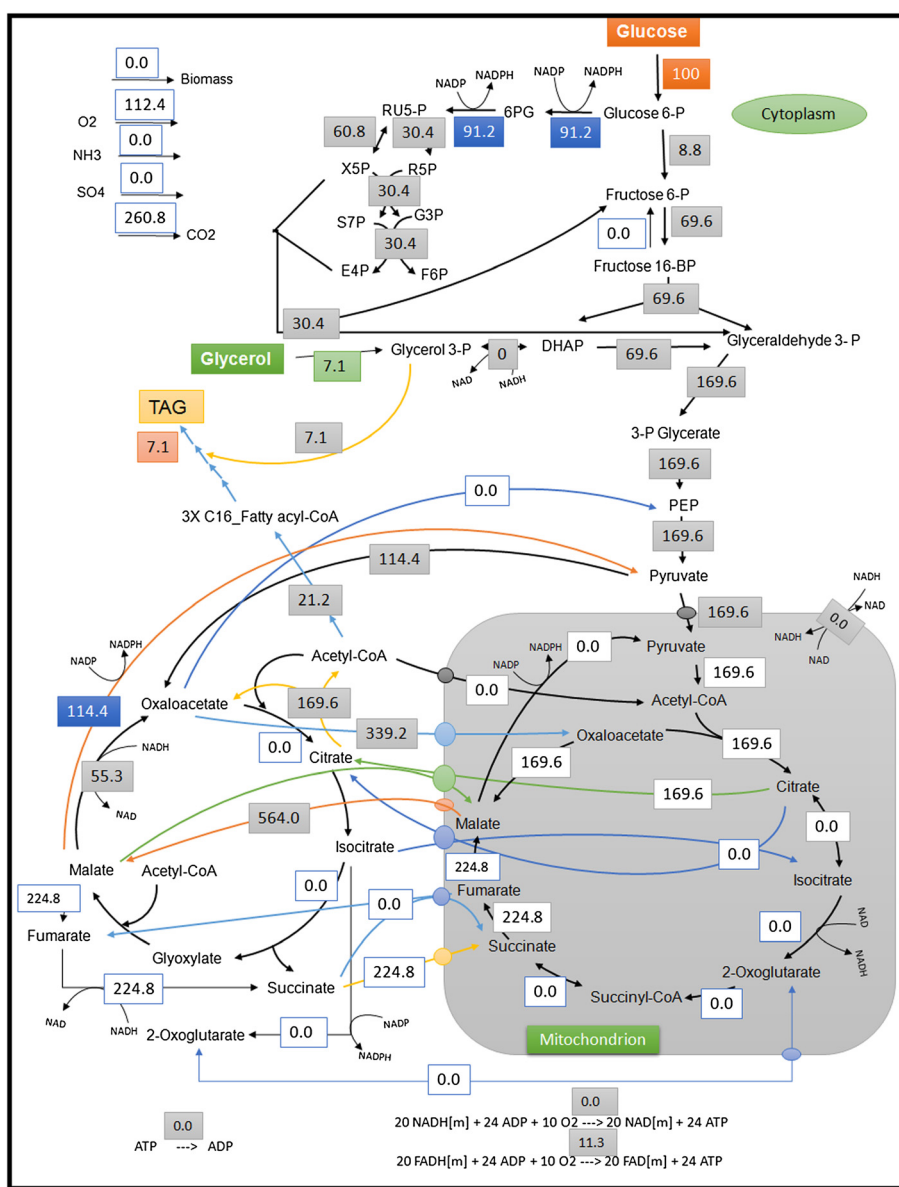 Glucose
100
0.0
Biomass
112.4
O2
0.0
NH3
0.0
SO4
260.8
CO2
NADP
NADPH
NADP
NADPH
RU5-P
6PG
Glucose 6-P
Cytoplasm
60.8
30.4
91.2
91.2
8.8
X5P
R5P
30.4
Fructose 6-P
S7P
G3P
0.0
69.6
30.4
E4P
F6P
Fructose 16-BP
69.6
30.4
Glyceraldehyde 3- P
Glycerol
7.1
Glycerol 3-P
0
DHAP
69.6
NAD
NADH
169.6
TAG
7.1
7.1
3-P Glycerate
169.6
0.0
PEP
3X C16_Fatty acyl-CoA
169.6
114.4
Pyruvate
NADH
NAD
0.0
NADH
NAD
21.2
169.6
NADP
NADPH
Acetyl-CoA
0.0
Pyruvate
NADP
NADPH
169.6
0.0
Acetyl-CoA
114.4
Oxaloacetate
169.6
339.2
Oxaloacetate
169.6
0.0
NADH
Citrate
169.6
55.3
NAD
169.6
Citrate
564.0
Malate
0.0
Isocitrate
0.0
Malate
Acetyl-CoA
224.8
Isocitrate
0.0
224.8
Fumarate
0.0
224.8
0.0
NAD
NADH
Fumarate
Glyoxylate
Succinate
224.8
Succinate
224.8
2-Oxoglutarate
0.0
Succinyl-CoA
0.0
NAD
NADH
2-Oxoglutarate
0.0
NADP
NADPH
Mitochondrion
0.0
0.0
20 NADH[m] + 24 ADP + 10 O2 ---> 20 NAD[m] + 24 ATP
0.0
ATP ---> ADP
11.3
20 FADH[m] + 24 ADP + 10 O2 ---> 20 FAD[m] + 24 ATP